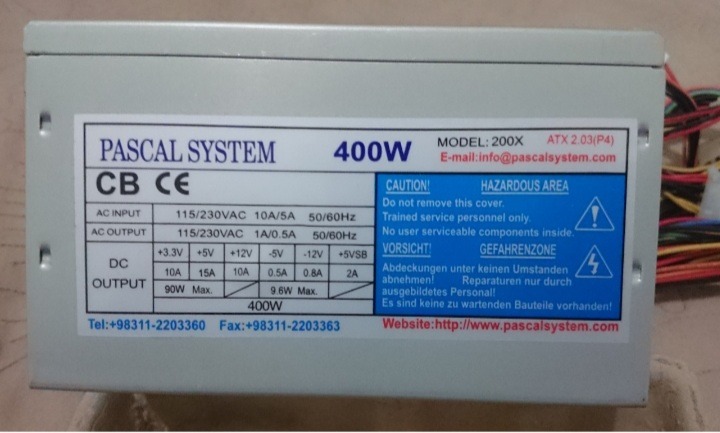 PASCAL SYSTEM 400W MODEL: 200X ATX 2.03(P4)
E-mail:info@pascalsystem.com
CB CE
AC INPUT 115/230VAC 10A/5A 50/60Hz
AC OUTPUT 115/230VAC 1A/0.5A 50/60Hz
DC OUTPUT
+3.3V +5V +12V -5V -12V +5VSB
10A 15A 10A 0.5A 0.8A 2A
90W Max. 9.6W Max.
400W
CAUTION! HAZARDOUS AREA
Do not remove this cover.
Trained service personnel only.
No user serviceable components inside.
VORSICHT! GEFAHRENZONE
Abdeckungen unter keinen Umstanden
abnehmen! Reparaturen nur durch
ausgebildetes Personal!
Es sind keine zu wartenden Bauteile vorhanden!
Tel:+98311-2203360 Fax:+98311-2203363 Website:http://www.pascalsystem.com